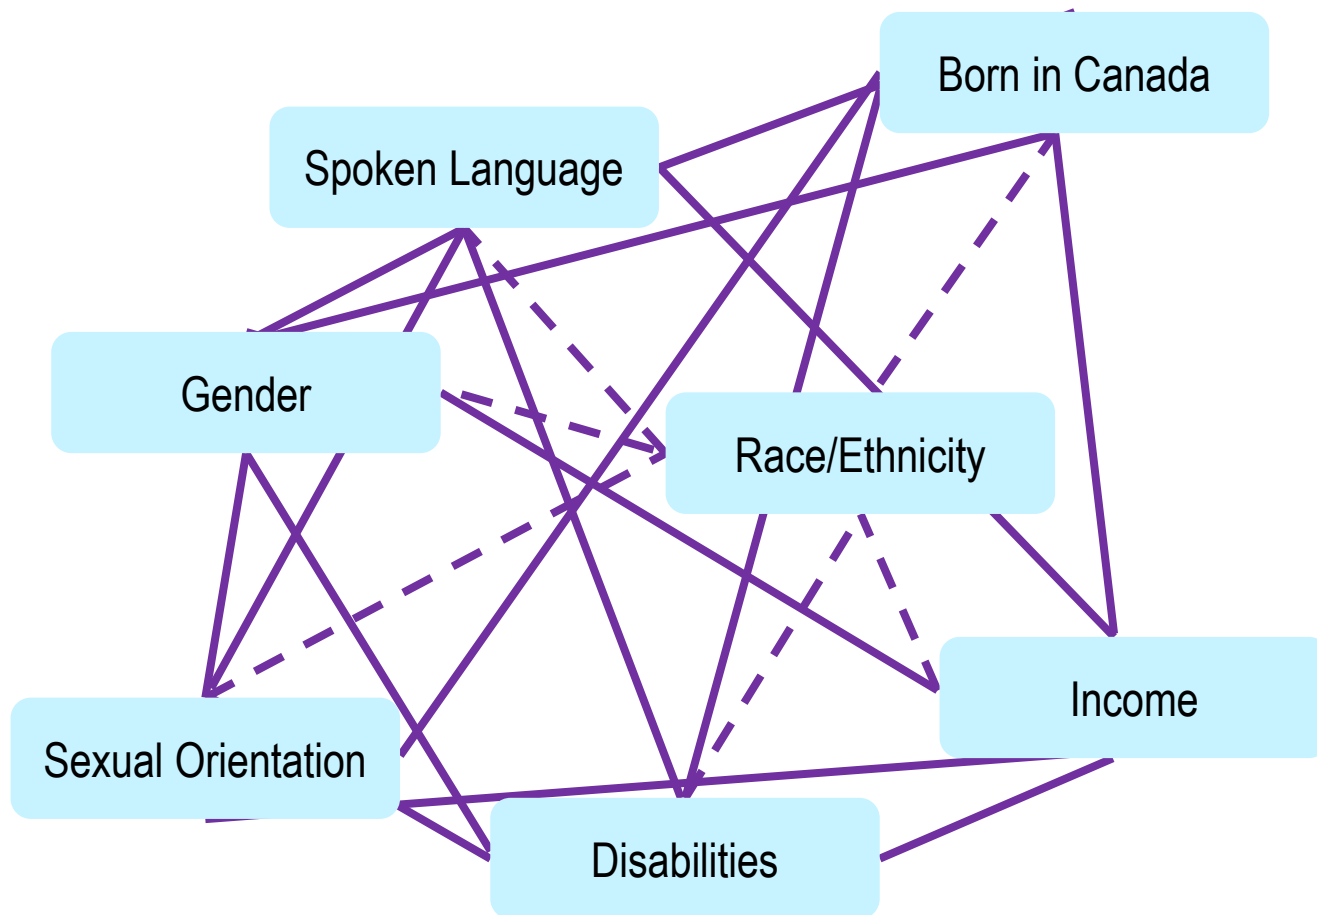 Born in Canada
Spoken Language
Gender
Race/Ethnicity
Income
Sexual Orientation
Disabilities